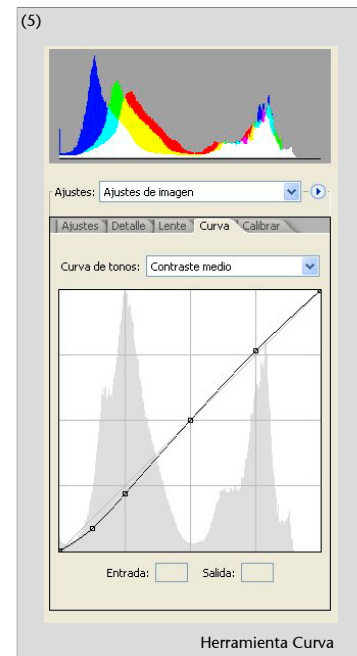 (5)
Ajustes: Ajustes de imagen
Ajustes Detalle Lente Curva Calibrar
Curva de tonos: Contraste medio
Entrada: Salida:
Herramienta Curva